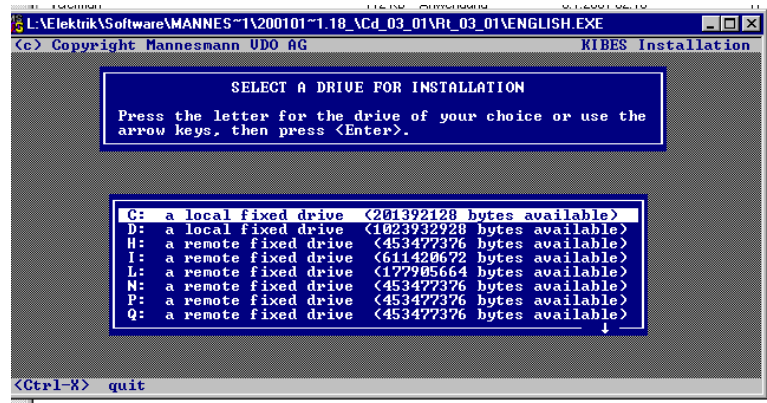 L:\Elektrik\Software\MANNES~1\200101~1.18_\Cd_03_01\Rt_03_01\ENGLISH.EXE
(c) Copyright Mannesmann VDO AG KIBES Installation
SELECT A DRIVE FOR INSTALLATION
Press the letter for the drive of your choice or use the
arrow keys, then press <Enter>.
C: a local fixed drive (201392128 bytes available)
D: a local fixed drive (1023932928 bytes available)
H: a remote fixed drive (453477376 bytes available)
I: a remote fixed drive (611420672 bytes available)
L: a remote fixed drive (177905664 bytes available)
N: a remote fixed drive (453477376 bytes available)
P: a remote fixed drive (453477376 bytes available)
Q: a remote fixed drive (453477376 bytes available)
<Ctrl-X> quit